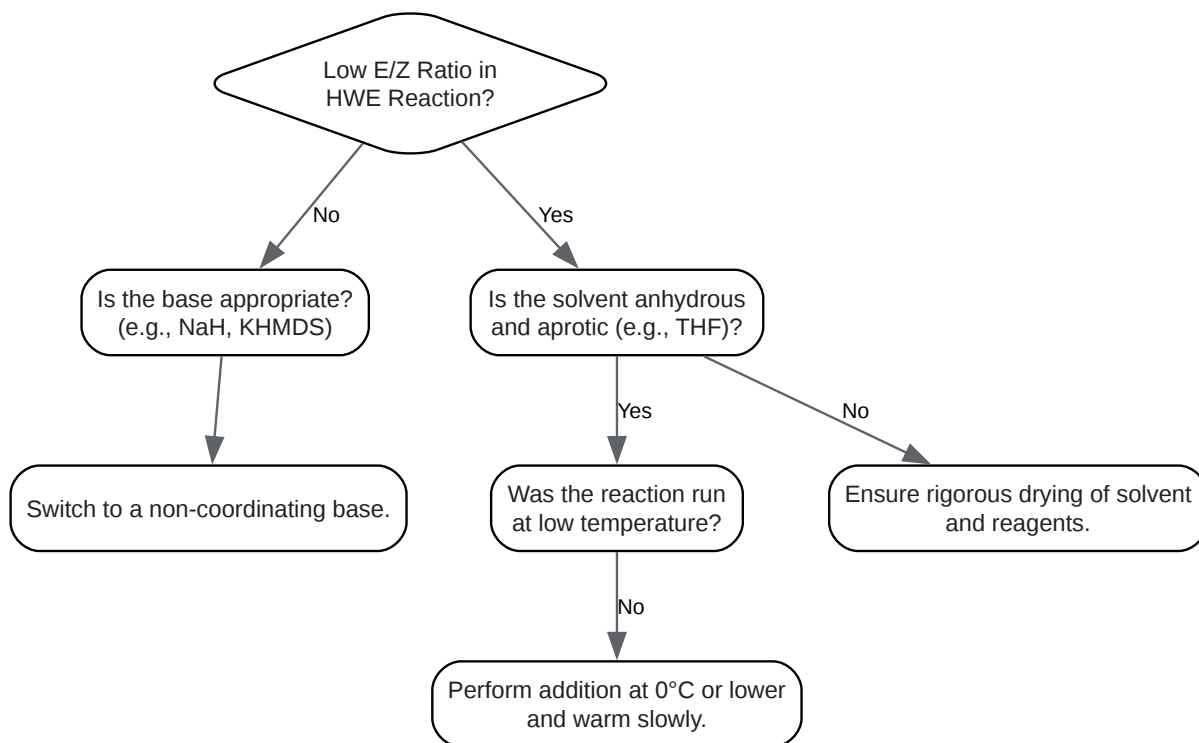 Low E/Z Ratio in
HWE Reaction?
No
Yes
Is the base appropriate?
(e.g., NaH, KHMDS)
Is the solvent anhydrous
and aprotic (e.g., THF)?
Yes
No
Switch to a non-coordinating base.
Was the reaction run
at low temperature?
Ensure rigorous drying of solvent
and reagents.
No
Perform addition at 0°C or lower
and warm slowly.